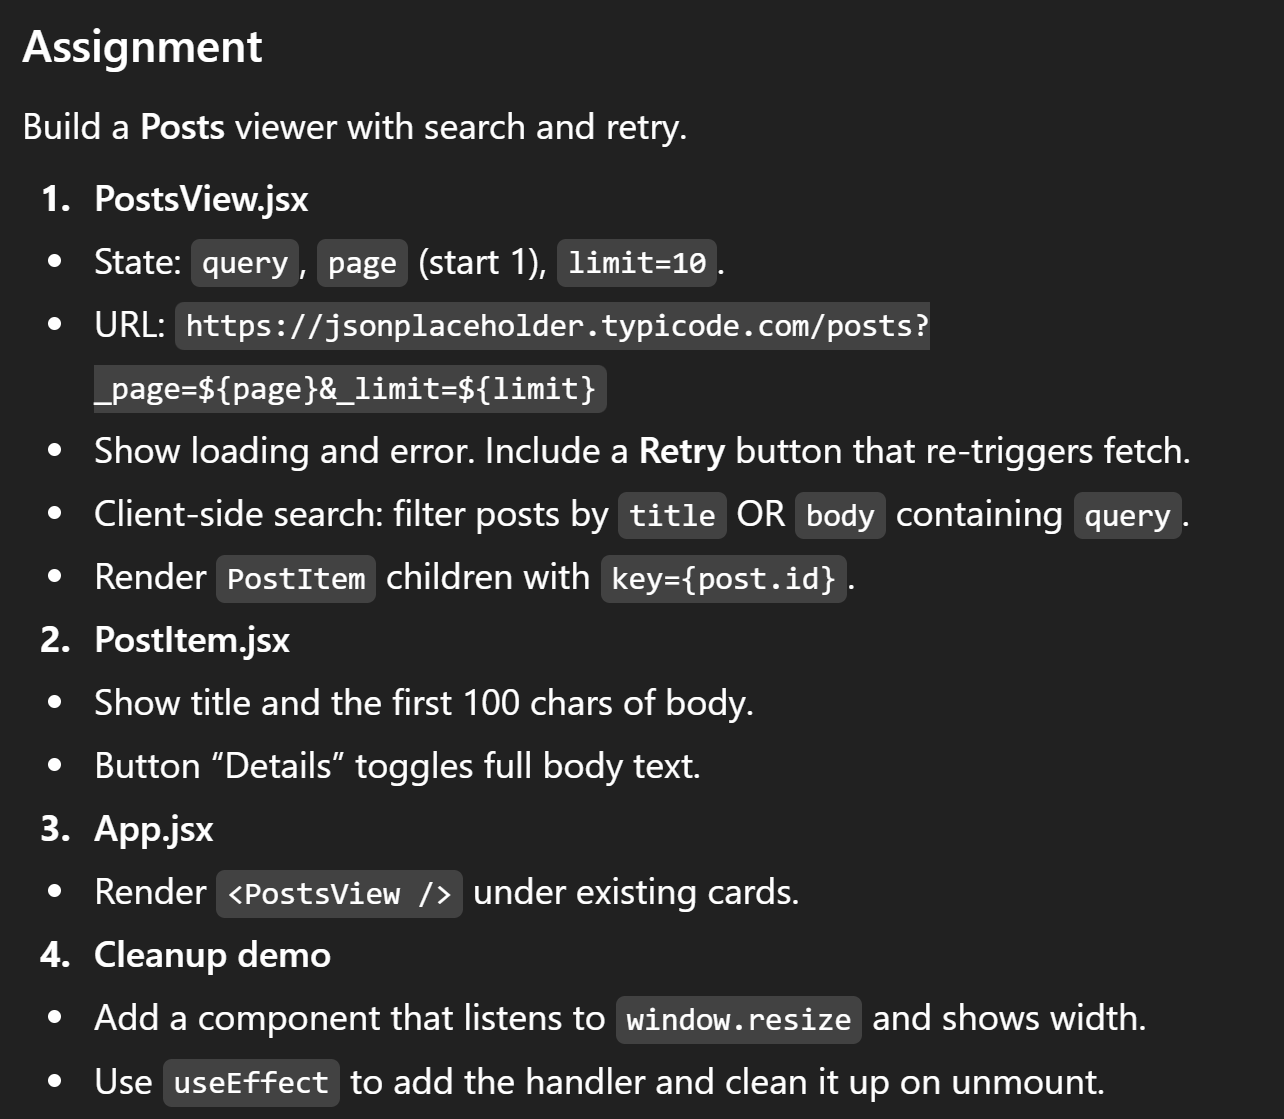 Assignment
Build a Posts viewer with search and retry.
1. PostsView.jsx
• State: query, page (start 1), limit=10.
• URL: https://jsonplaceholder.typicode.com/posts?
_page=${page}&_limit=${limit}
• Show loading and error. Include a Retry button that re-triggers fetch.
• Client-side search: filter posts by title OR body containing query.
• Render PostItem children with key={post.id}.
2. PostItem.jsx
• Show title and the first 100 chars of body.
• Button “Details” toggles full body text.
3. App.jsx
• Render <PostsView /> under existing cards.
4. Cleanup demo
• Add a component that listens to window.resize and shows width.
• Use useEffect to add the handler and clean it up on unmount.